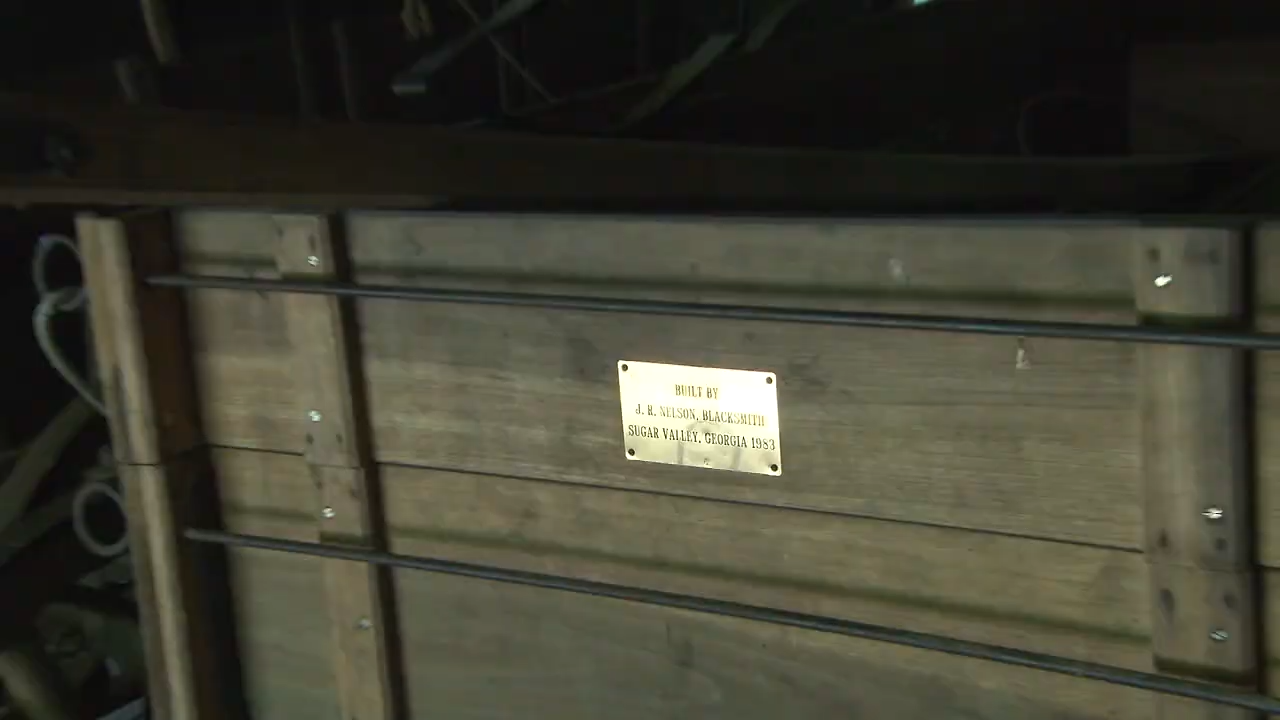 BUILT BY
J. R. NELSON, BLACKSMITH
SUGAR VALLEY, GEORGIA 1983